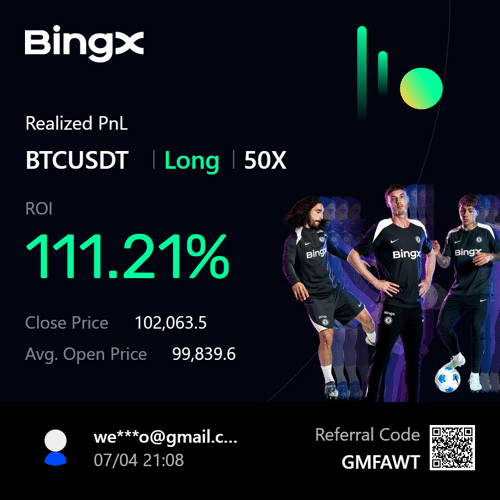 BingX
Realized PnL
BTCUSDT | Long | 50X
ROI
111.21%
Close Price 102,063.5
Avg. Open Price 99,839.6
BingX
BingX
BingX
we***o@gmail.c...
07/04 21:08
Referral Code
GMFAWT